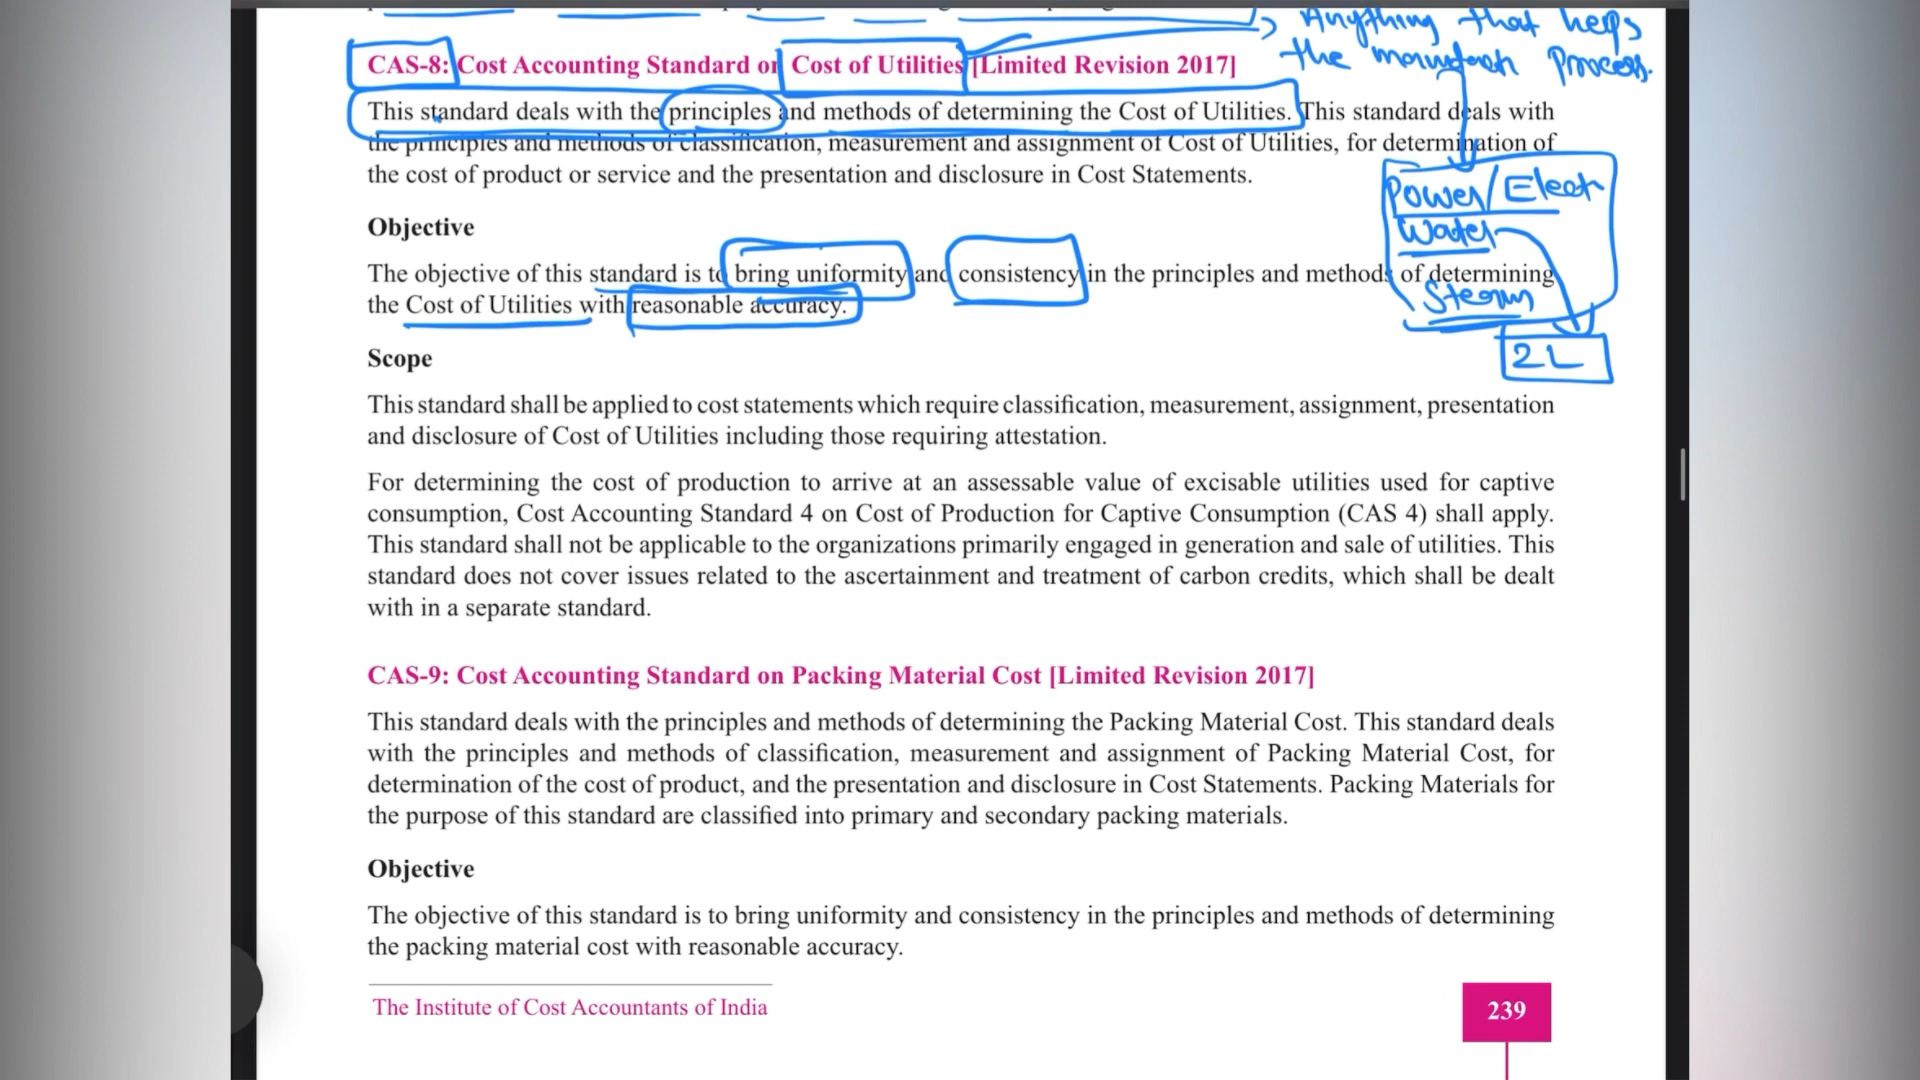 Anything that helps
the manufach process.
CAS-8: Cost Accounting Standard on Cost of Utilities [Limited Revision 2017]
This standard deals with the principles and methods of determining the Cost of Utilities. This standard deals with
the principles and methods of classification, measurement and assignment of Cost of Utilities, for determination of
the cost of product or service and the presentation and disclosure in Cost Statements.
Power/Elect
Water
Steam
2L
Objective
The objective of this standard is to bring uniformity and consistency in the principles and methods of determining
the Cost of Utilities with reasonable accuracy.
Scope
This standard shall be applied to cost statements which require classification, measurement, assignment, presentation
and disclosure of Cost of Utilities including those requiring attestation.
For determining the cost of production to arrive at an assessable value of excisable utilities used for captive
consumption, Cost Accounting Standard 4 on Cost of Production for Captive Consumption (CAS 4) shall apply.
This standard shall not be applicable to the organizations primarily engaged in generation and sale of utilities. This
standard does not cover issues related to the ascertainment and treatment of carbon credits, which shall be dealt
with in a separate standard.
CAS-9: Cost Accounting Standard on Packing Material Cost [Limited Revision 2017]
This standard deals with the principles and methods of determining the Packing Material Cost. This standard deals
with the principles and methods of classification, measurement and assignment of Packing Material Cost, for
determination of the cost of product, and the presentation and disclosure in Cost Statements. Packing Materials for
the purpose of this standard are classified into primary and secondary packing materials.
Objective
The objective of this standard is to bring uniformity and consistency in the principles and methods of determining
the packing material cost with reasonable accuracy.
The Institute of Cost Accountants of India
239